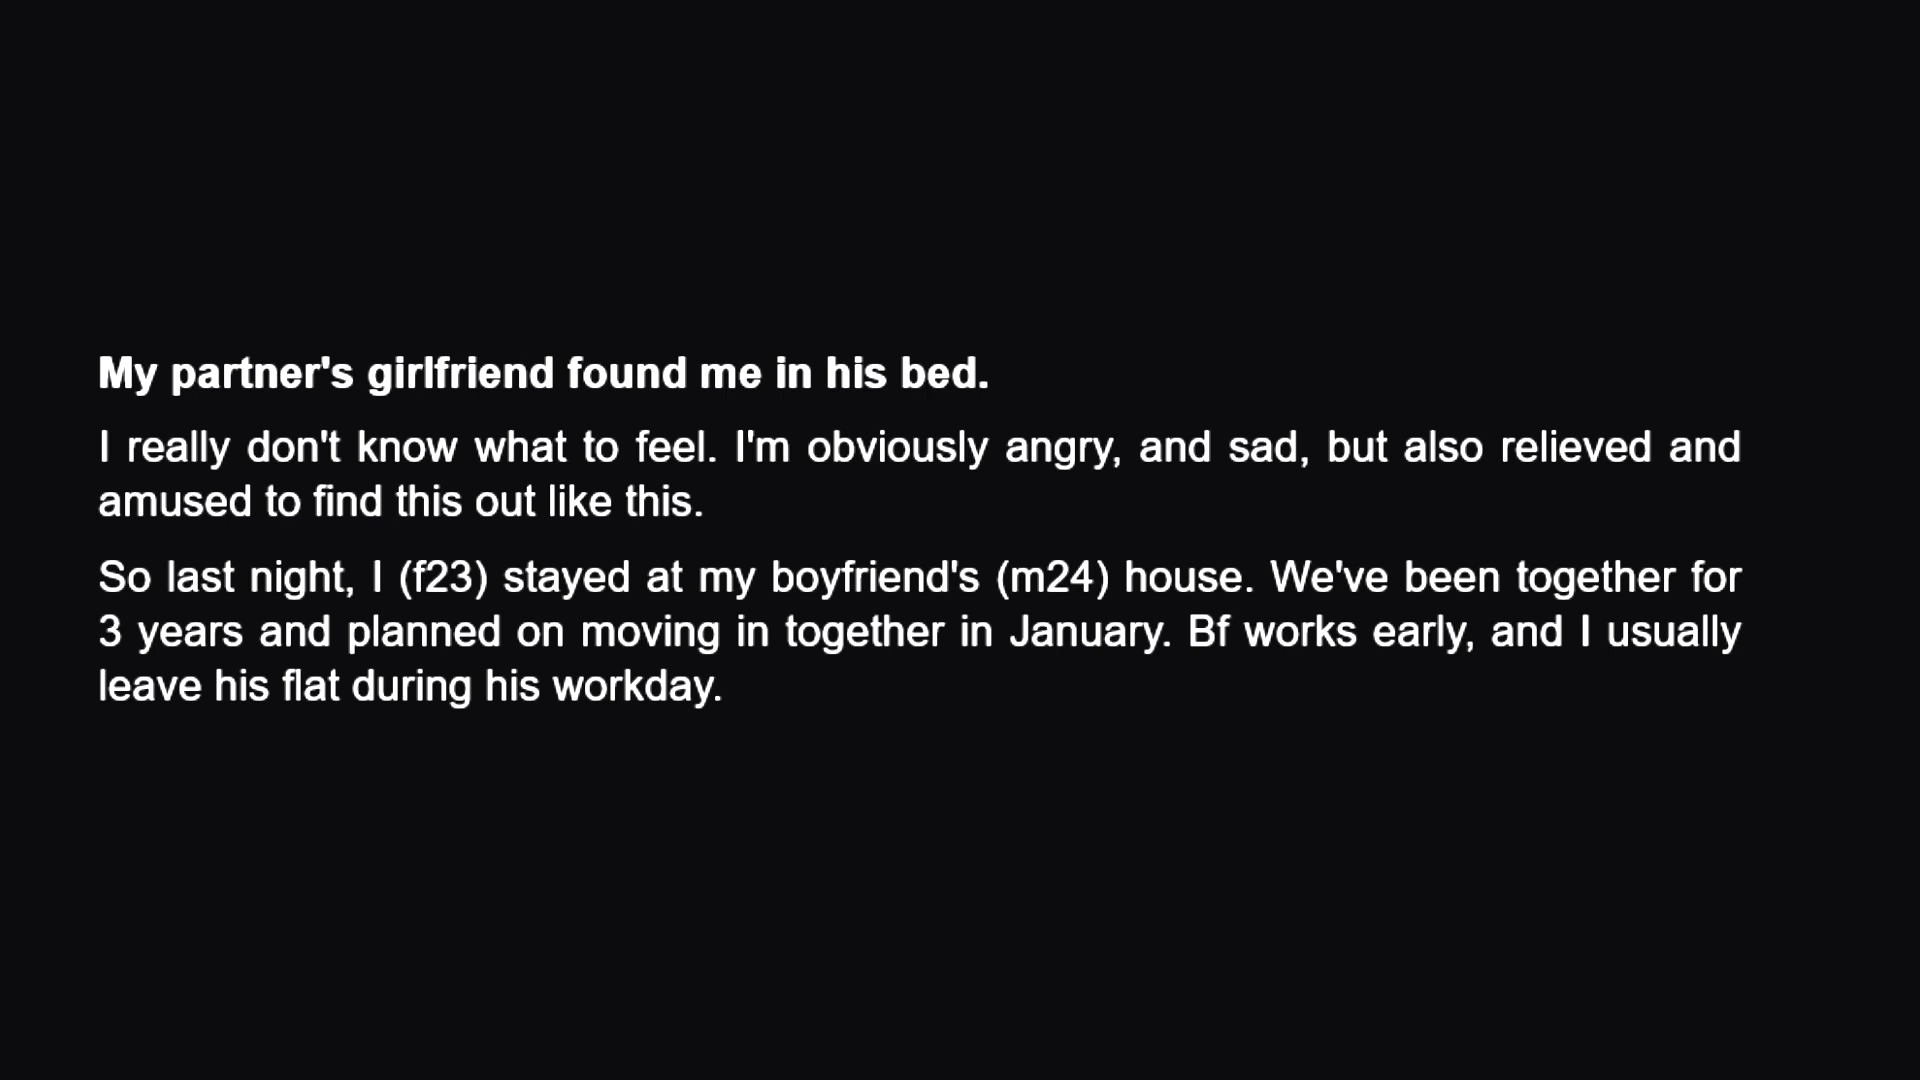 My partner's girlfriend found me in his bed.
I really don't know what to feel. I'm obviously angry, and sad, but also relieved and
amused to find this out like this.
So last night, I (f23) stayed at my boyfriend's (m24) house. We've been together for
3 years and planned on moving in together in January. Bf works early, and I usually
leave his flat during his workday.